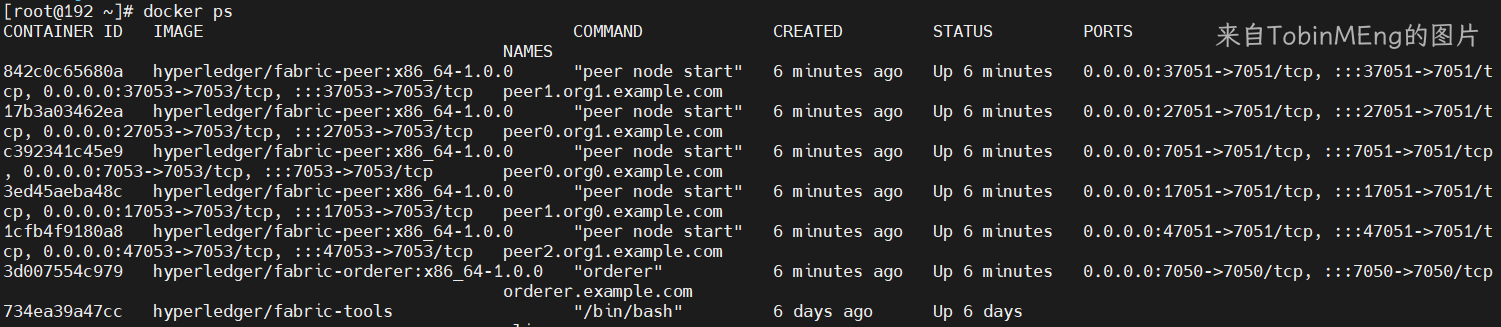 [root@192 ~]# docker ps
CONTAINER ID   IMAGE                                     COMMAND             CREATED         STATUS         PORTS
来自TobinMEng的图片
                                                  NAMES
842c0c65680a   hyperledger/fabric-peer:x86_64-1.0.0      "peer node start"   6 minutes ago   Up 6 minutes   0.0.0.0:37051->7051/tcp, :::37051->7051/t
cp, 0.0.0.0:37053->7053/tcp, :::37053->7053/tcp   peer1.org1.example.com
17b3a03462ea   hyperledger/fabric-peer:x86_64-1.0.0      "peer node start"   6 minutes ago   Up 6 minutes   0.0.0.0:27051->7051/tcp, :::27051->7051/t
cp, 0.0.0.0:27053->7053/tcp, :::27053->7053/tcp   peer0.org1.example.com
c392341c45e9   hyperledger/fabric-peer:x86_64-1.0.0      "peer node start"   6 minutes ago   Up 6 minutes   0.0.0.0:7051->7051/tcp, :::7051->7051/tcp
, 0.0.0.0:7053->7053/tcp, :::7053->7053/tcp       peer0.org0.example.com
3ed45aeba48c   hyperledger/fabric-peer:x86_64-1.0.0      "peer node start"   6 minutes ago   Up 6 minutes   0.0.0.0:17051->7051/tcp, :::17051->7051/t
cp, 0.0.0.0:17053->7053/tcp, :::17053->7053/tcp   peer1.org0.example.com
1cfb4f9180a8   hyperledger/fabric-peer:x86_64-1.0.0      "peer node start"   6 minutes ago   Up 6 minutes   0.0.0.0:47051->7051/tcp, :::47051->7051/t
cp, 0.0.0.0:47053->7053/tcp, :::47053->7053/tcp   peer2.org1.example.com
3d007554c979   hyperledger/fabric-orderer:x86_64-1.0.0   "orderer"           6 minutes ago   Up 6 minutes   0.0.0.0:7050->7050/tcp, :::7050->7050/tcp
                                                  orderer.example.com
734ea39a47cc   hyperledger/fabric-tools                  "/bin/bash"         6 days ago      Up 6 days